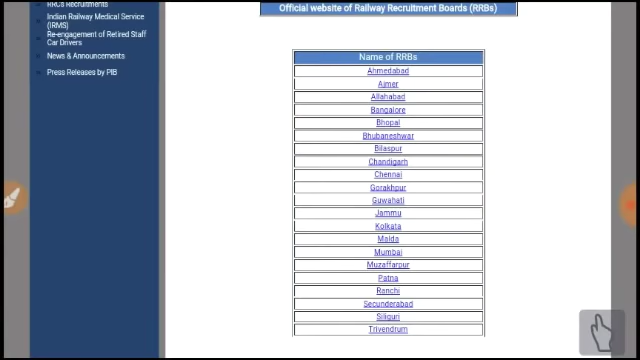 RRCs Recruitments
Indian Railway Medical Service
(IRMS)
Re-engagement of Retired Staff
Car Drivers
News & Announcements
Press Releases by PIB
Official website of Railway Recruitment Boards (RRBs)
Name of RRBs
Ahmedabad
Ajmer
Allahabad
Bangalore
Bhopal
Bhubaneshwar
Bilaspur
Chandigarh
Chennai
Gorakhpur
Guwahati
Jammu
Kolkata
Malda
Mumbai
Muzaffarpur
Patna
Ranchi
Secunderabad
Siliguri
Trivendrum